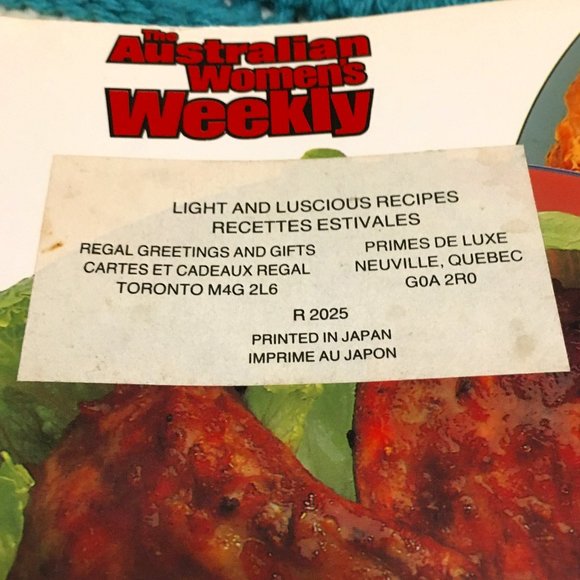 The
Australian
Women's
Weekly
LIGHT AND LUSCIOUS RECIPES
RECETTES ESTIVALES
REGAL GREETINGS AND GIFTS
CARTES ET CADEAUX REGAL
TORONTO M4G 2L6
PRIMES DE LUXE
NEUVILLE, QUEBEC
G0A 2R0
R 2025
PRINTED IN JAPAN
IMPRIME AU JAPON